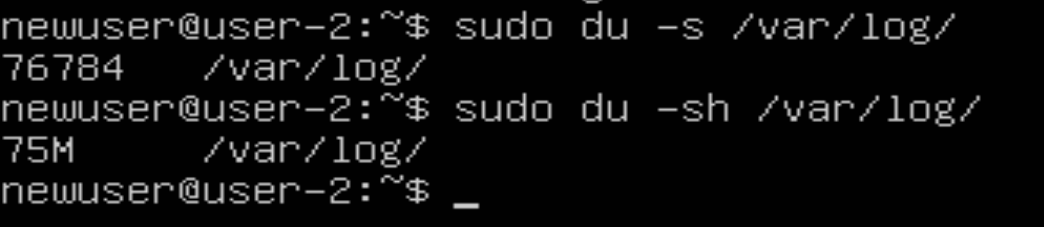 newuser@user-2:~$ sudo du -s /var/log/
76784 /var/log/
newuser@user-2:~$ sudo du -sh /var/log/
75M /var/log/
newuser@user-2:~$ _